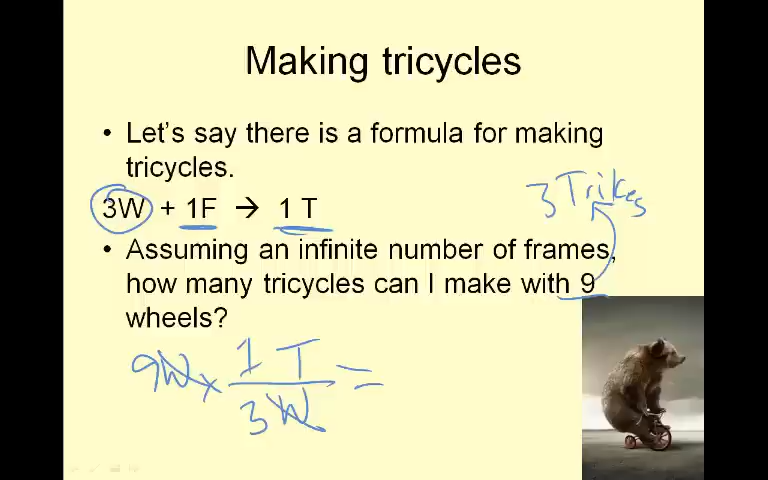 Making tricycles
• Let's say there is a formula for making
tricycles.
3W + 1F → 1 T
3 Trikes
• Assuming an infinite number of frames,
how many tricycles can I make with 9
wheels?
9W x 1 T / 3 W =